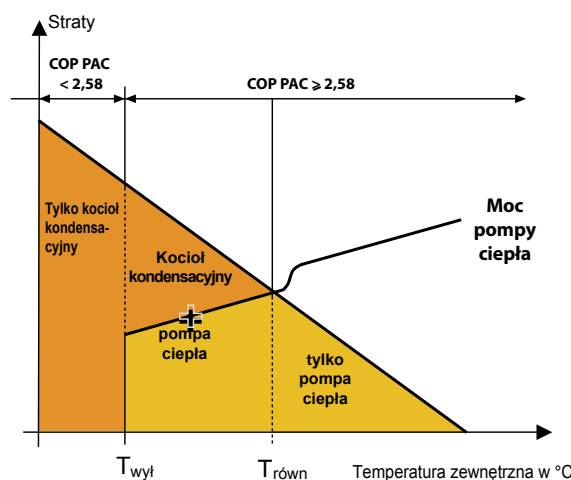 Straty
COP PAC
< 2,58
COP PAC ⩾ 2,58
Tylko kocioł
kondensa-
cyjny
Kocioł
kondensacyjny
pompa
ciepła
tylko
pompa
ciepła
Moc
pompy
ciepła
Twył
Trówn
Temperatura zewnętrzna w °C